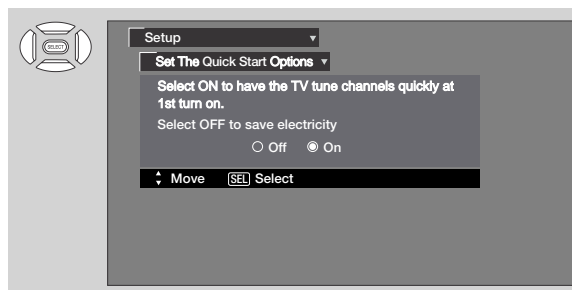 SELECT
Setup
Set The Quick Start Options
Select ON to have the TV tune channels quickly at
1st turn on.
Select OFF to save electricity
Off On
Move SEL Select